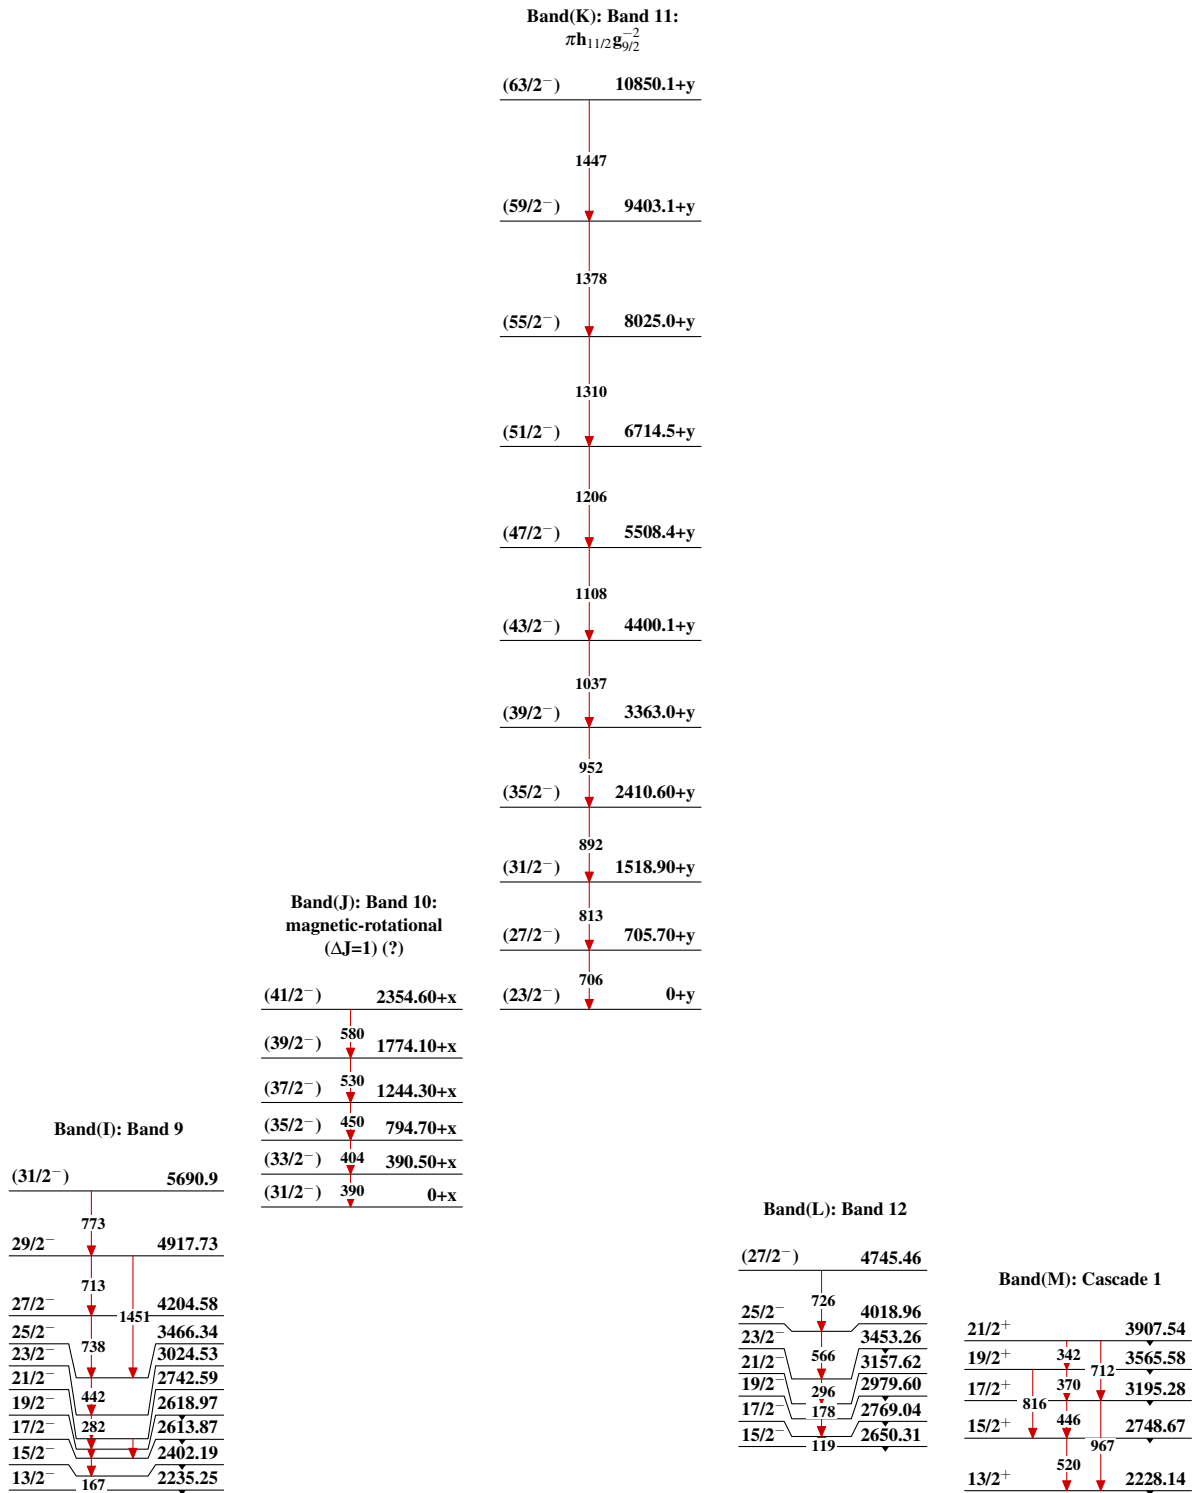 Band(K): Band 11:
πh11/2g9/2−2
(63/2−) 10850.1+y
1447
(59/2−) 9403.1+y
1378
(55/2−) 8025.0+y
1310
(51/2−) 6714.5+y
1206
(47/2−) 5508.4+y
1108
(43/2−) 4400.1+y
1037
(39/2−) 3363.0+y
952
(35/2−) 2410.60+y
892
(31/2−) 1518.90+y
813
(27/2−) 705.70+y
706
(23/2−) 0+y
Band(J): Band 10:
magnetic-rotational
(ΔJ=1) (?)
(41/2−) 2354.60+x
580
(39/2−) 1774.10+x
530
(37/2−) 1244.30+x
450
(35/2−) 794.70+x
404
(33/2−) 390.50+x
390
(31/2−) 0+x
Band(I): Band 9
(31/2−) 5690.9
773
29/2− 4917.73
713
1451
27/2− 4204.58
738
25/2− 3466.34
442
23/2− 3024.53
282
21/2− 2742.59
19/2− 2618.97
17/2− 2613.87
15/2− 2402.19
167
13/2− 2235.25
Band(L): Band 12
(27/2−) 4745.46
726
25/2− 4018.96
566
23/2− 3453.26
296
21/2− 3157.62
178
19/2− 2979.60
17/2− 2769.04
119
15/2− 2650.31
Band(M): Cascade 1
21/2+ 3907.54
342
712
19/2+ 3565.58
370
816
17/2+ 3195.28
446
967
15/2+ 2748.67
520
13/2+ 2228.14